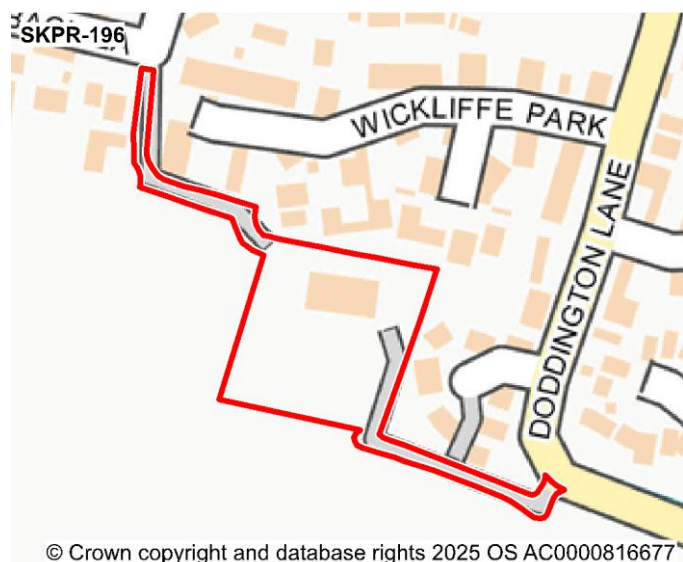 SKPR-196
WICKLIFFE PARK
DODDINGTON LANE
© Crown copyright and database rights 2025 OS AC0000816677